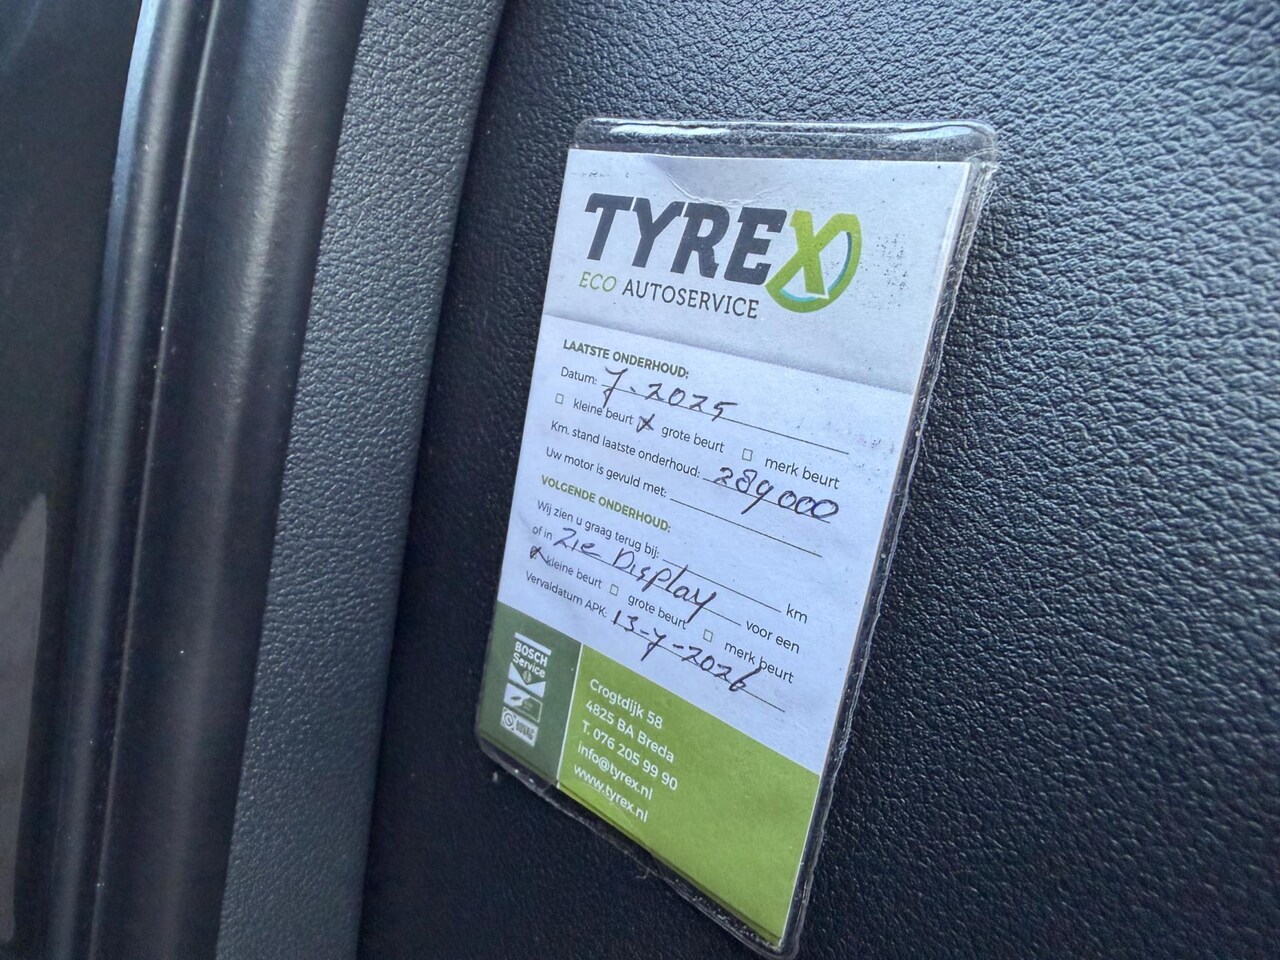 TYREX
ECO AUTOSERVICE
LAATSTE ONDERHOUD:
Datum: 7.2025
kleine beurt x grote beurt merk beurt
Km. stand laatste onderhoud: 289000
Uw motor is gevuld met:
VOLGENDE ONDERHOUD:
Wij zien u graag terug bij: km
of in Zie Display voor een
x kleine beurt grote beurt merk beurt
Vervaldatum APK: 13-7-2026
BOSCH
Service
BOVAG
Crogtdijk 58
4825 BA Breda
T. 076 205 99 90
info@tyrex.nl
www.tyrex.nl